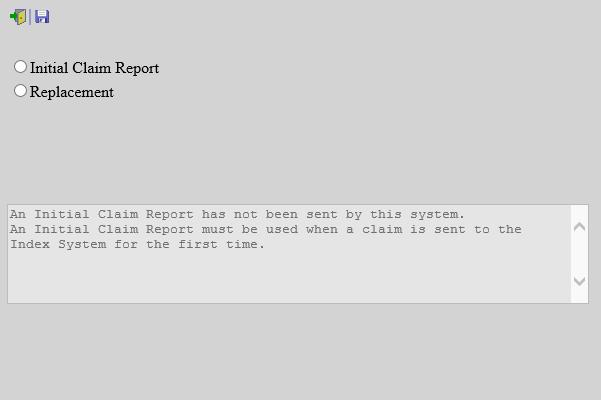 Initial Claim Report
Replacement
An Initial Claim Report has not been sent by this system.
An Initial Claim Report must be used when a claim is sent to the
Index System for the first time.